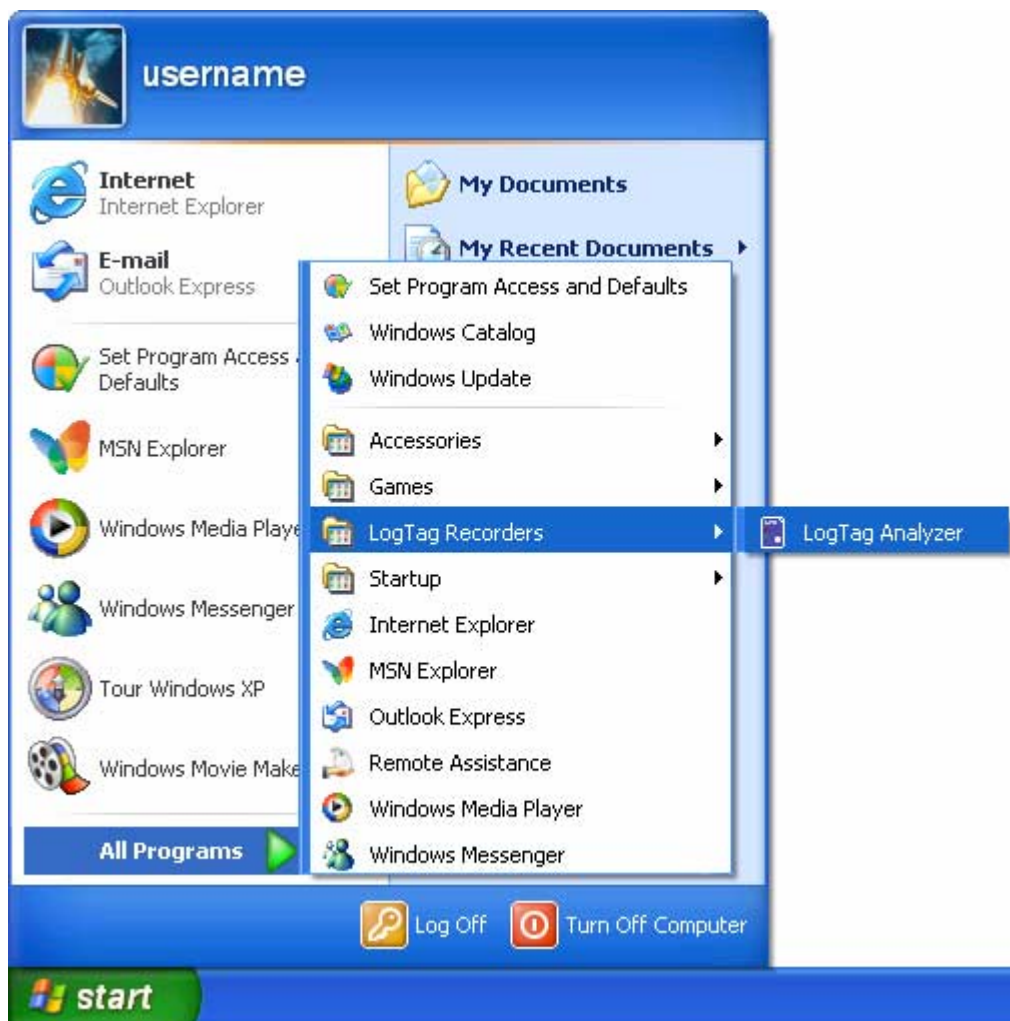 username
Internet
Internet Explorer
E-mail
Outlook Express
Set Program Access
Defaults
MSN Explorer
Windows Media Playe
Windows Messenger
Tour Windows XP
Windows Movie Make
All Programs
My Documents
My Recent Documents
Set Program Access and Defaults
Windows Catalog
Windows Update
Accessories
Games
LogTag Recorders
Startup
Internet Explorer
MSN Explorer
Outlook Express
Remote Assistance
Windows Media Player
Windows Messenger
LogTag Analyzer
Log Off
Turn Off Computer
start